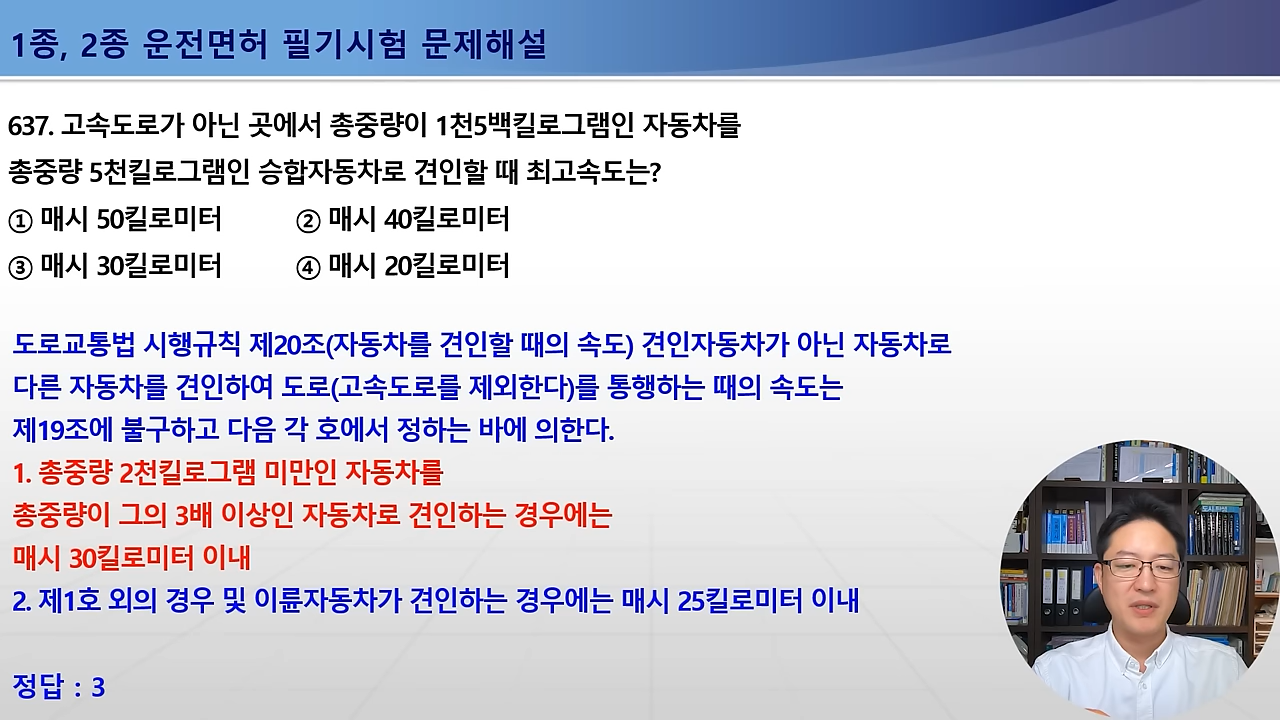 1종, 2종 운전면허 필기시험 문제해설
637. 고속도로가 아닌 곳에서 총중량이 1천5백킬로그램인 자동차를
총중량 5천킬로그램인 승합자동차로 견인할 때 최고속도는?
① 매시 50킬로미터 ② 매시 40킬로미터
③ 매시 30킬로미터 ④ 매시 20킬로미터
도로교통법 시행규칙 제20조(자동차를 견인할 때의 속도) 견인자동차가 아닌 자동차로
다른 자동차를 견인하여 도로(고속도로를 제외한다)를 통행하는 때의 속도는
제19조에 불구하고 다음 각 호에서 정하는 바에 의한다.
1. 총중량 2천킬로그램 미만인 자동차를
총중량이 그의 3배 이상인 자동차로 견인하는 경우에는
매시 30킬로미터 이내
2. 제1호 외의 경우 및 이륜자동차가 견인하는 경우에는 매시 25킬로미터 이내
정답 : 3